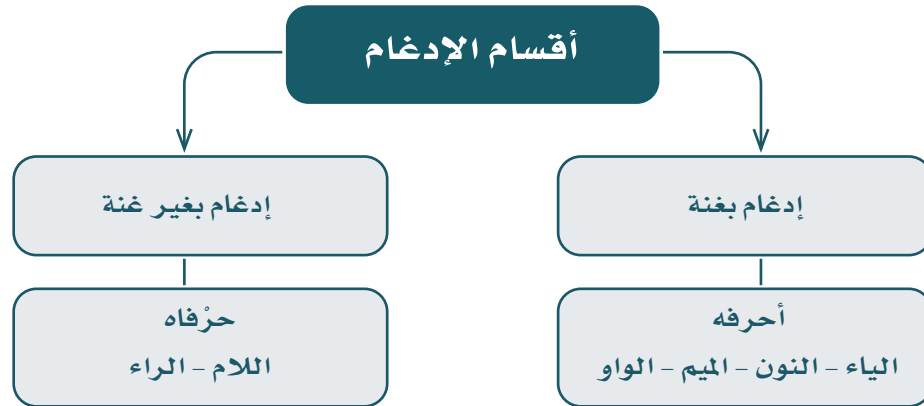 أقسام الإدغام
إدغام بغنة
إدغام بغير غنة
أحرفه
الياء – النون – الميم – الواو
حرْفاه
اللام – الراء